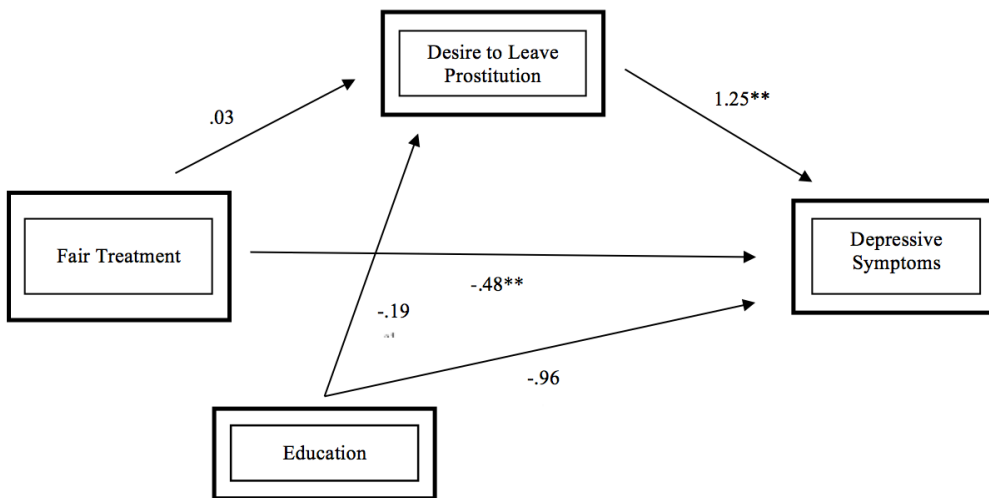 Desire to Leave
Prostitution
.03
1.25**
Fair Treatment
Depressive
Symptoms
-.48**
-.19
-.96
Education